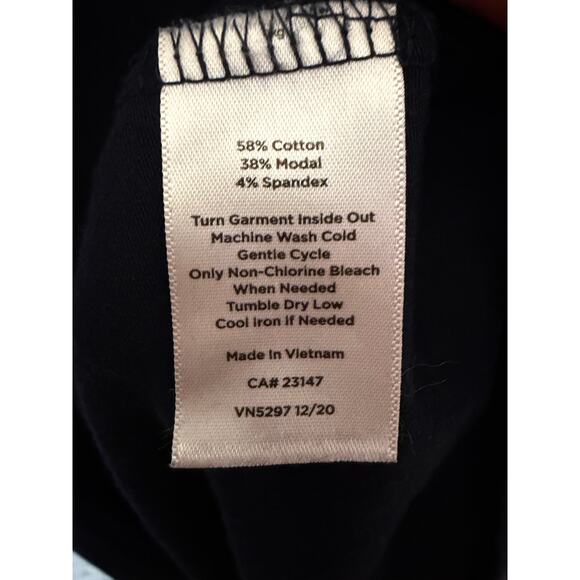 58% Cotton
38% Modal
4% Spandex
Turn Garment Inside Out
Machine Wash Cold
Gentle Cycle
Only Non-Chlorine Bleach
When Needed
Tumble Dry Low
Cool Iron if Needed
Made In Vietnam
CA# 23147
VN5297 12/20